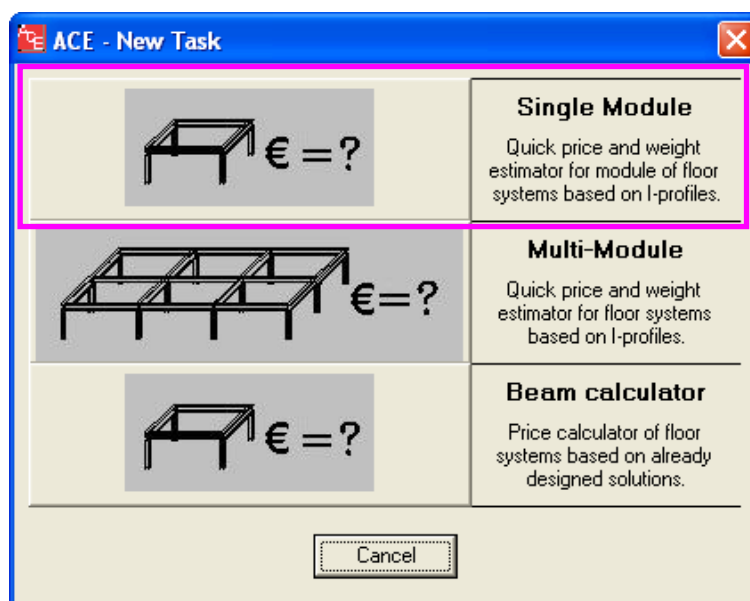 ACE
ACE - New Task
€ = ?
Single Module
Quick price and weight
estimator for module of floor
systems based on I-profiles.
€=?
Multi-Module
Quick price and weight
estimator for floor systems
based on I-profiles.
€ = ?
Beam calculator
Price calculator of floor
systems based on already
designed solutions.
Cancel